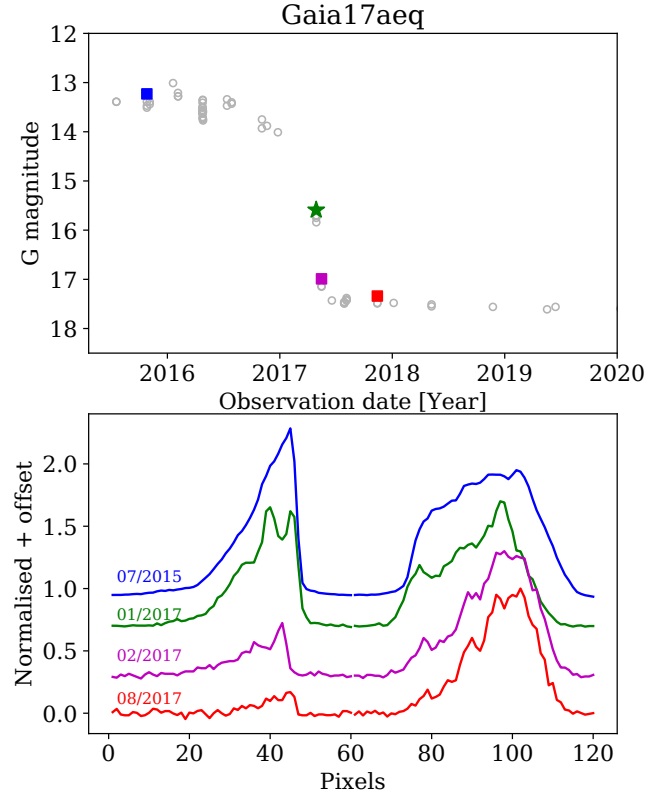 Gaia17aeq
G magnitude
12
13
14
15
16
17
18
2016 2017 2018 2019 2020
Observation date [Year]
Normalised + offset
2.0
1.5
1.0
0.5
0.0
07/2015
01/2017
02/2017
08/2017
0 20 40 60 80 100 120
Pixels